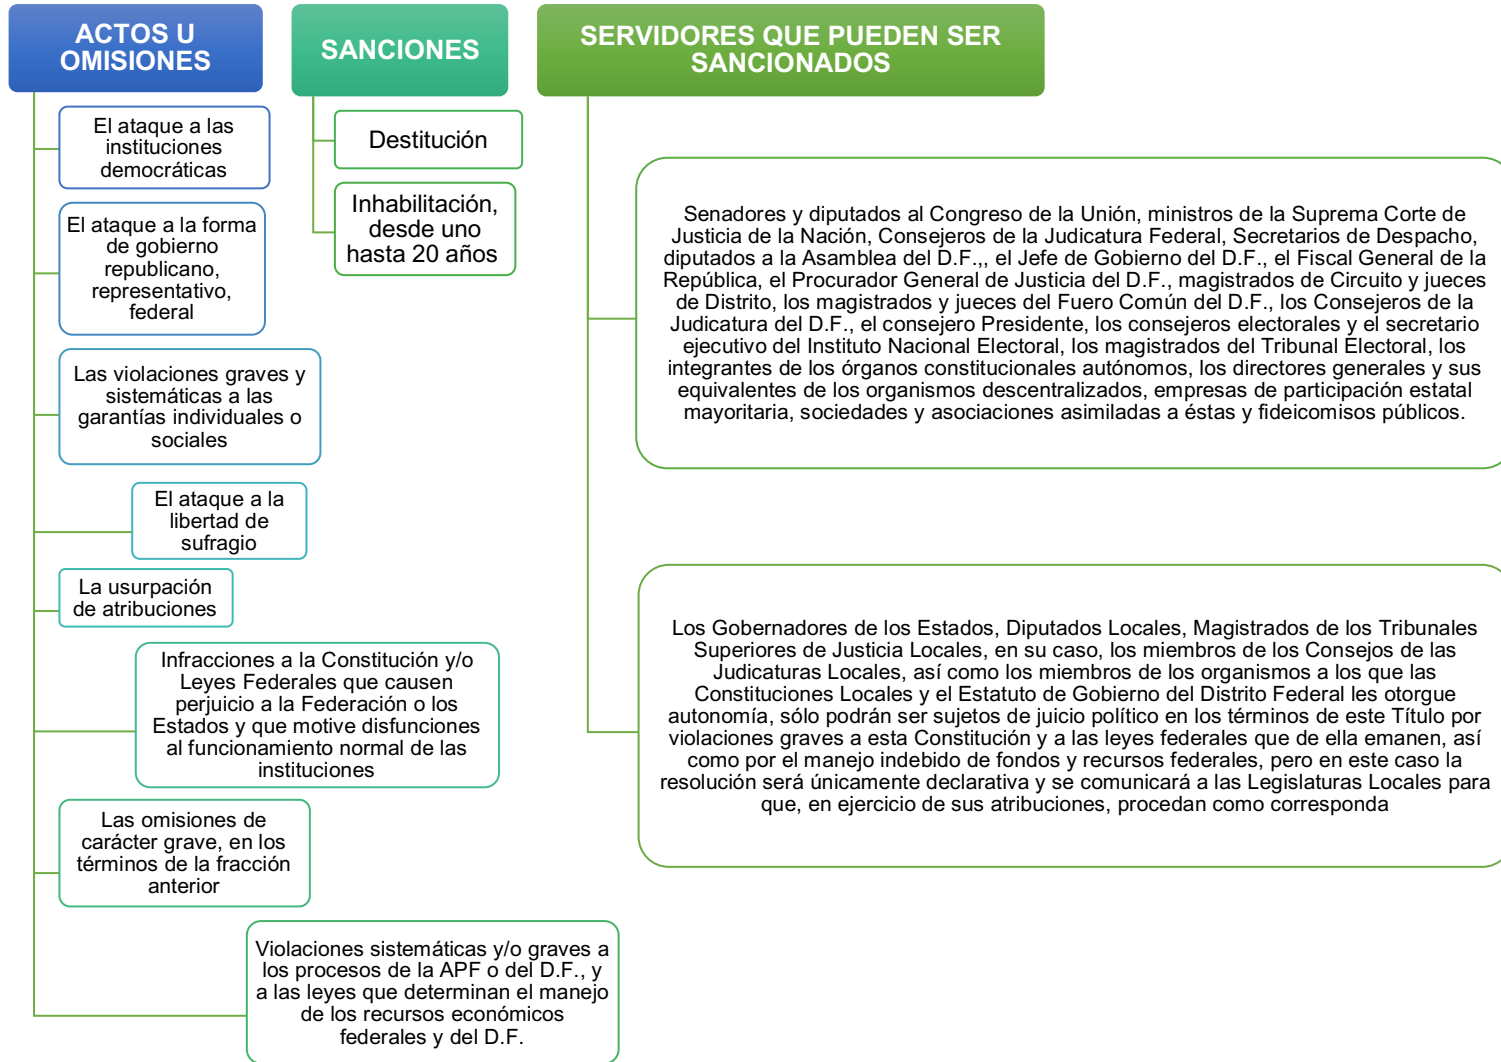 ACTOS U
OMISIONES
El ataque a las
instituciones
democráticas
El ataque a la forma
de gobierno
republicano,
representativo,
federal
Las violaciones graves y
sistemáticas a las
garantías individuales o
sociales
El ataque a la
libertad de
sufragio
La usurpación
de atribuciones
Infracciones a la Constitución y/o
Leyes Federales que causen
perjuicio a la Federación o los
Estados y que motive disfunciones
al funcionamiento normal de las
instituciones
Las omisiones de
carácter grave, en los
términos de la fracción
anterior
Violaciones sistemáticas y/o graves a
los procesos de la APF o del D.F., y
a las leyes que determinan el manejo
de los recursos económicos
federales y del D.F.
SANCIONES
Destitución
Inhabilitación,
desde uno
hasta 20 años
SERVIDORES QUE PUEDEN SER
SANCIONADOS
Senadores y diputados al Congreso de la Unión, ministros de la Suprema Corte de
Justicia de la Nación, Consejeros de la Judicatura Federal, Secretarios de Despacho,
diputados a la Asamblea del D.F.,, el Jefe de Gobierno del D.F., el Fiscal General de la
República, el Procurador General de Justicia del D.F., magistrados de Circuito y jueces
de Distrito, los magistrados y jueces del Fuero Común del D.F., los Consejeros de la
Judicatura del D.F., el consejero Presidente, los consejeros electorales y el secretario
ejecutivo del Instituto Nacional Electoral, los magistrados del Tribunal Electoral, los
integrantes de los órganos constitucionales autónomos, los directores generales y sus
equivalentes de los organismos descentralizados, empresas de participación estatal
mayoritaria, sociedades y asociaciones asimiladas a éstas y fideicomisos públicos.
Los Gobernadores de los Estados, Diputados Locales, Magistrados de los Tribunales
Superiores de Justicia Locales, en su caso, los miembros de los Consejos de las
Judicaturas Locales, así como los miembros de los organismos a los que las
Constituciones Locales y el Estatuto de Gobierno del Distrito Federal les otorgue
autonomía, sólo podrán ser sujetos de juicio político en los términos de este Título por
violaciones graves a esta Constitución y a las leyes federales que de ella emanen, así
como por el manejo indebido de fondos y recursos federales, pero en este caso la
resolución será únicamente declarativa y se comunicará a las Legislaturas Locales para
que, en ejercicio de sus atribuciones, procedan como corresponda